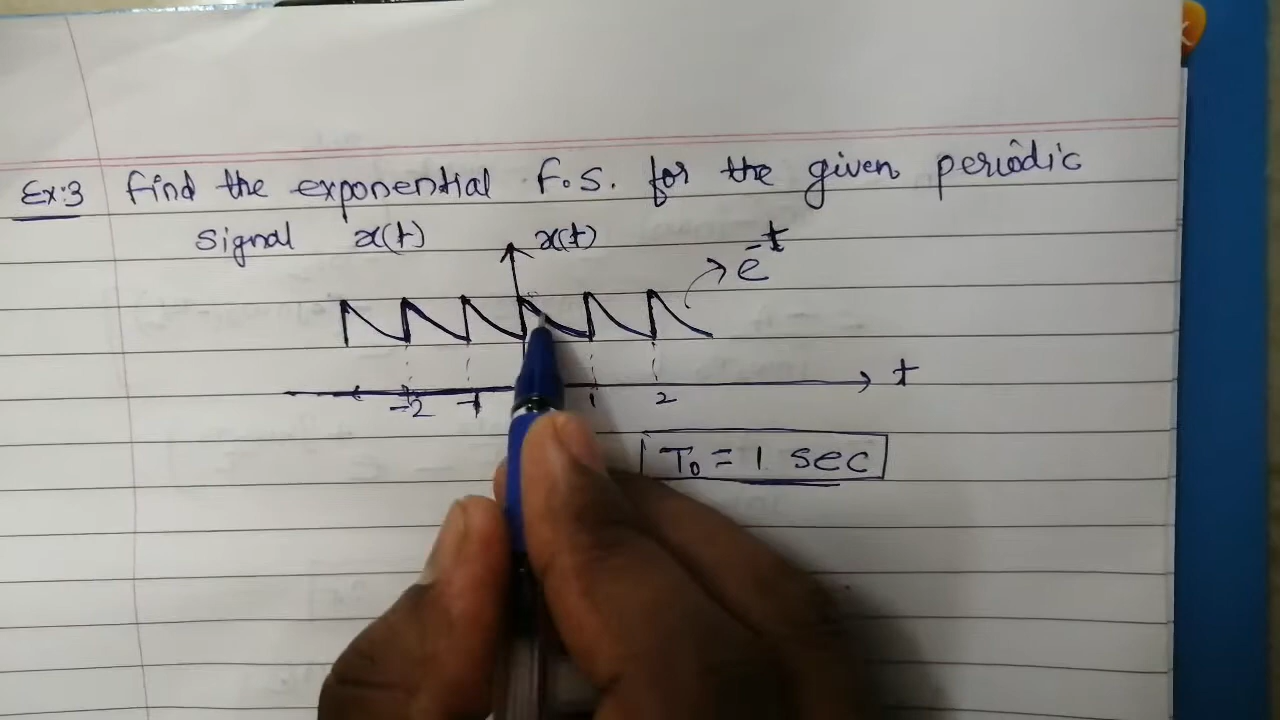 Ex:3 find the exponential F.S. for the given periodic
signal x(t) x(t)
e^-t
-2 -1 1 2 t
T₀ = 1 sec